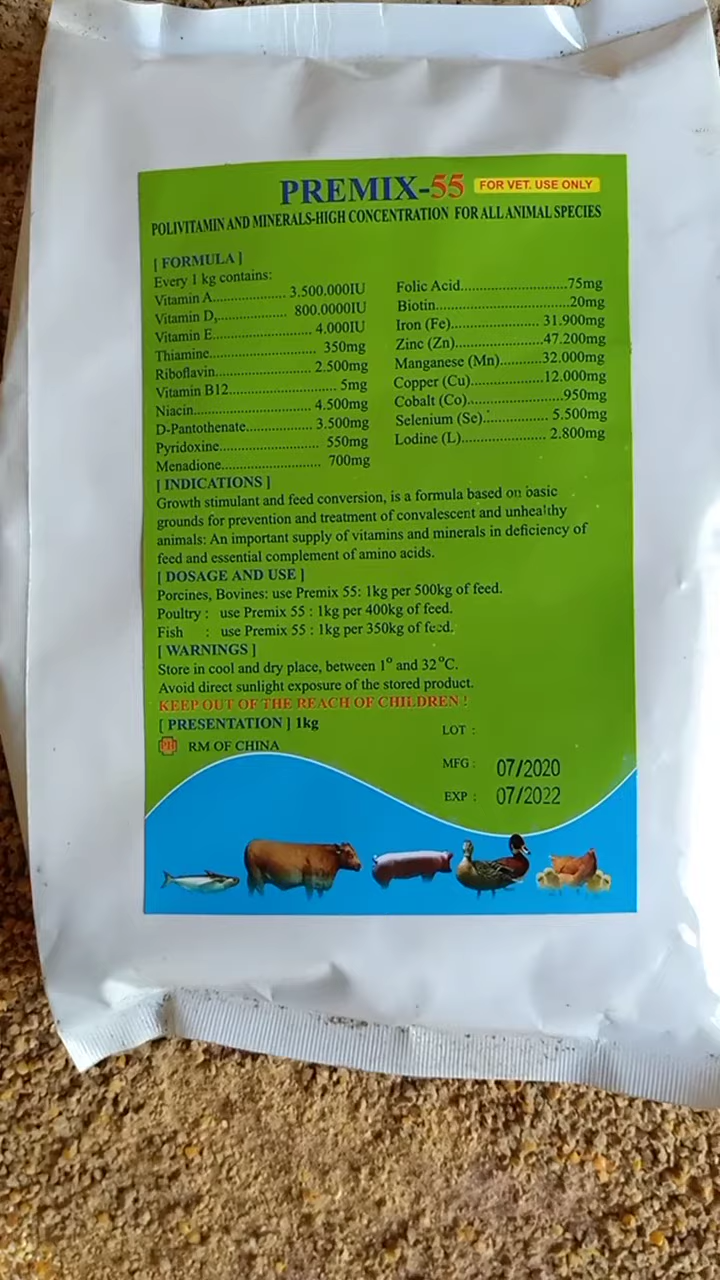 PREMIX-55 FOR VET. USE ONLY
POLIVITAMIN AND MINERALS-HIGH CONCENTRATION FOR ALL ANIMAL SPECIES
[ FORMULA ]
Every 1 kg contains:
Vitamin A.................... 3.500.000IU
Vitamin D,................... 800.0000IU
Vitamin E............................ 4.000IU
Thiamine............................. 350mg
Riboflavin........................... 2.500mg
Vitamin B12.............................. 5mg
Niacin................................. 4.500mg
D-Pantothenate................... 3.500mg
Pyridoxine............................ 550mg
Menadione............................ 700mg
Folic Acid..............................75mg
Biotin.....................................20mg
Iron (Fe)........................ 31.900mg
Zinc (Zn)........................47.200mg
Manganese (Mn)...........32.000mg
Copper (Cu)....................12.000mg
Cobalt (Co)..........................950mg
Selenium (Se)................... 5.500mg
Lodine (L)........................ 2.800mg
[ INDICATIONS ]
Growth stimulant and feed conversion, is a formula based on basic
grounds for prevention and treatment of convalescent and unhealthy
animals: An important supply of vitamins and minerals in deficiency of
feed and essential complement of amino acids.
[ DOSAGE AND USE ]
Porcines, Bovines: use Premix 55: 1kg per 500kg of feed.
Poultry : use Premix 55 : 1kg per 400kg of feed.
Fish : use Premix 55 : 1kg per 350kg of feed.
[ WARNINGS ]
Store in cool and dry place, between 1° and 32°C.
Avoid direct sunlight exposure of the stored product.
KEEP OUT OF THE REACH OF CHILDREN !
[ PRESENTATION ] 1kg
RM OF CHINA
LOT :
MFG : 07/2020
EXP : 07/2022